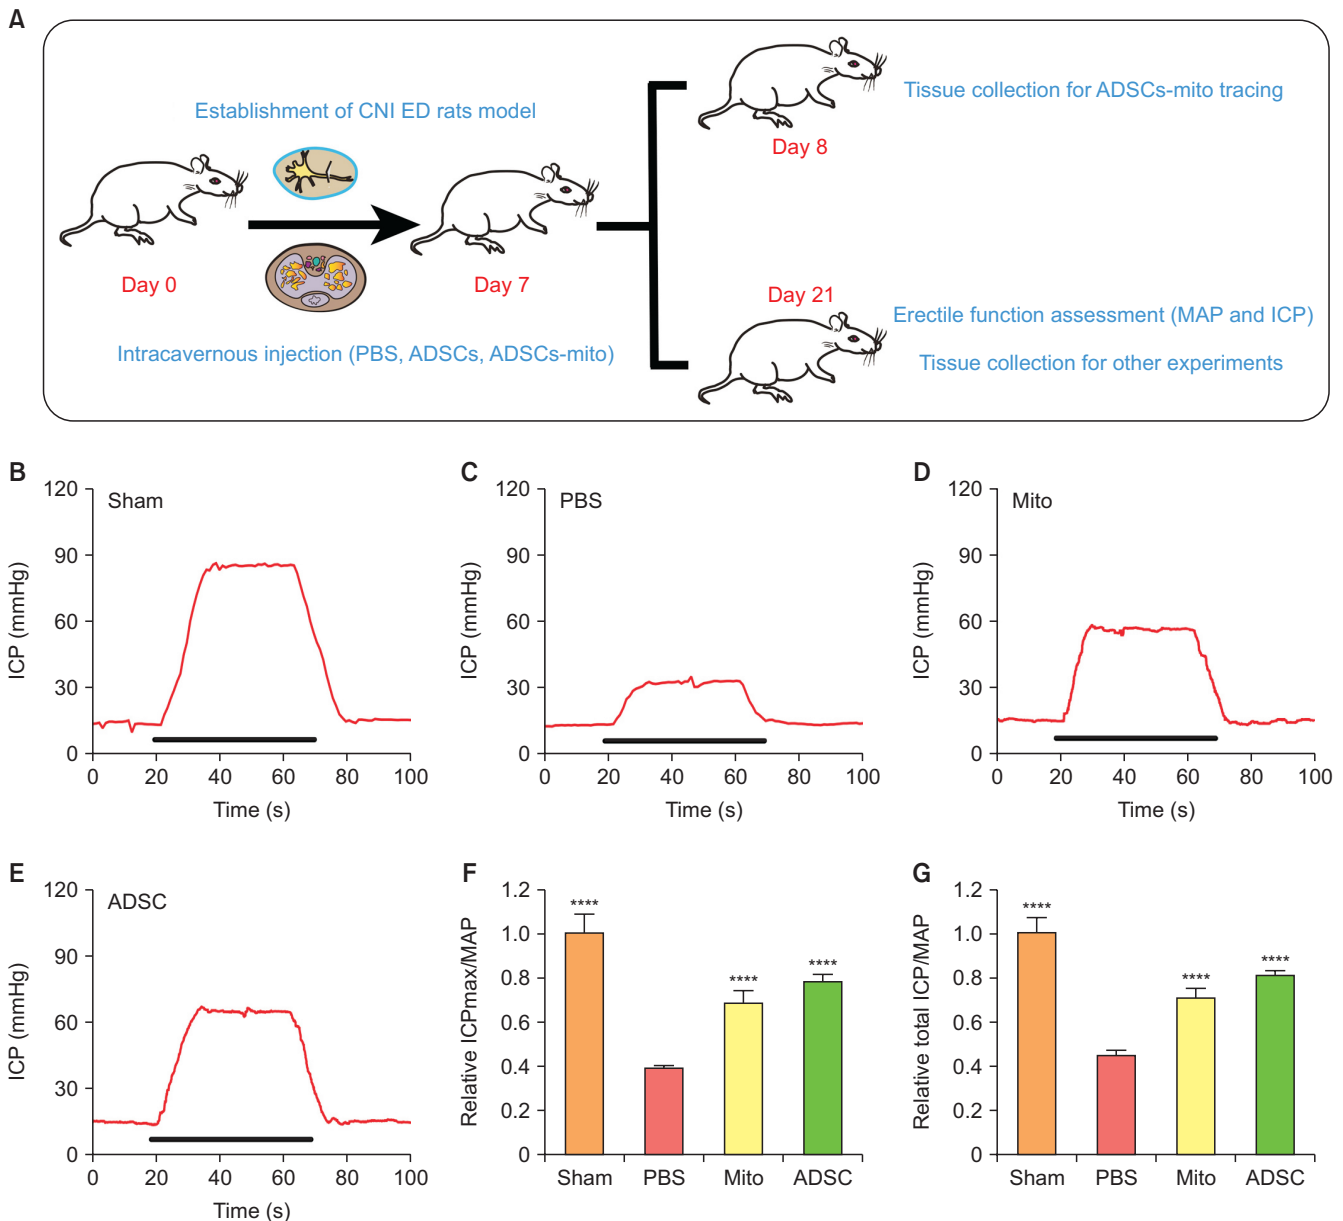 A
Establishment of CNI ED rats model
Day 0
Day 7
Intracavernous injection (PBS, ADSCs, ADSCs-mito)
Day 8
Tissue collection for ADSCs-mito tracing
Day 21
Erectile function assessment (MAP and ICP)
Tissue collection for other experiments
B
Sham
ICP (mmHg)
120
90
60
30
0
0 20 40 60 80 100
Time (s)
C
PBS
ICP (mmHg)
120
90
60
30
0
0 20 40 60 80 100
Time (s)
D
Mito
ICP (mmHg)
120
90
60
30
0
0 20 40 60 80 100
Time (s)
E
ADSC
ICP (mmHg)
120
90
60
30
0
0 20 40 60 80 100
Time (s)
F
Relative ICPmax/MAP
1.2
1.0
0.8
0.6
0.4
0.2
0
****
****
****
Sham PBS Mito ADSC
G
Relative total ICP/MAP
1.2
1.0
0.8
0.6
0.4
0.2
0
****
****
****
Sham PBS Mito ADSC